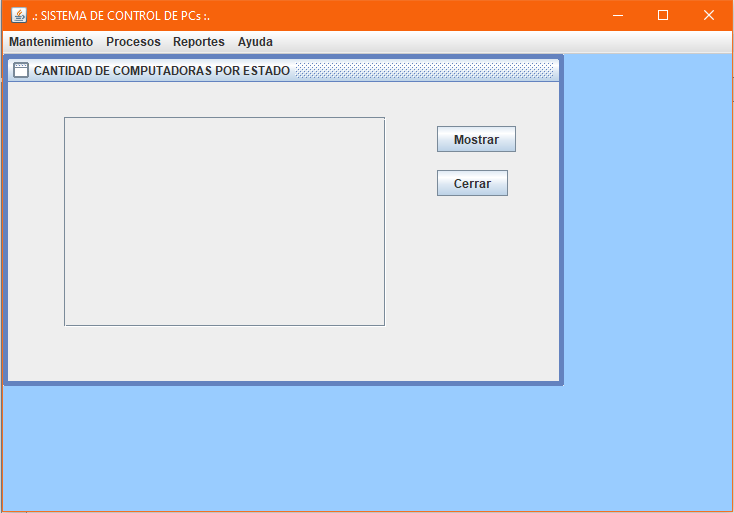 .: SISTEMA DE CONTROL DE PCs :.
Mantenimiento Procesos Reportes Ayuda
CANTIDAD DE COMPUTADORAS POR ESTADO
Mostrar
Cerrar